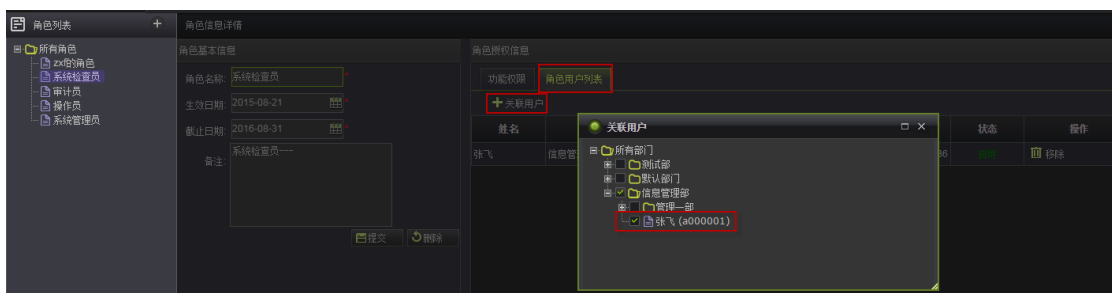 角色列表 +
所有角色
zxf的角色
系统检查员
审计员
操作员
系统管理员
角色信息详情
角色基本信息
角色名称: 系统检查员 *
生效日期: 2015-08-21 *
截止日期: 2016-08-31 *
备注: 系统检查员----
提交 删除
角色授权信息
功能权限 角色用户列表
+关联用户
姓名 状态 操作
张飞 信息管 86 移除
关联用户
所有部门
测试部
默认部门
信息管理部
管理一部
张飞 (a000001)